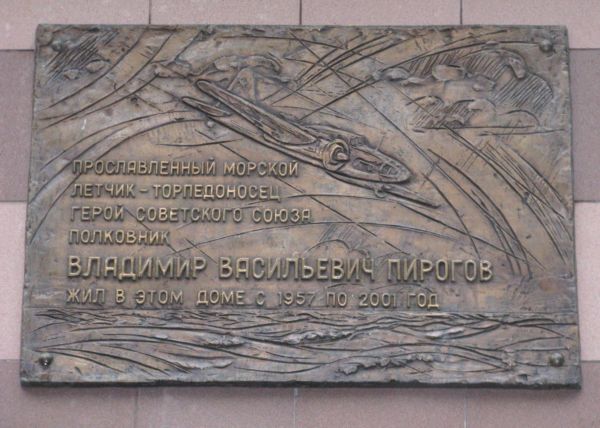 ПРОСЛАВЛЕННЫЙ МОРСКОЙ
ЛЕТЧИК-ТОРПЕДОНОСЕЦ
ГЕРОЙ СОВЕТСКОГО СОЮЗА
ПОЛКОВНИК
ВЛАДИМИР ВАСИЛЬЕВИЧ ПИРОГОВ
ЖИЛ В ЭТОМ ДОМЕ С 1957 ПО 2001 ГОД